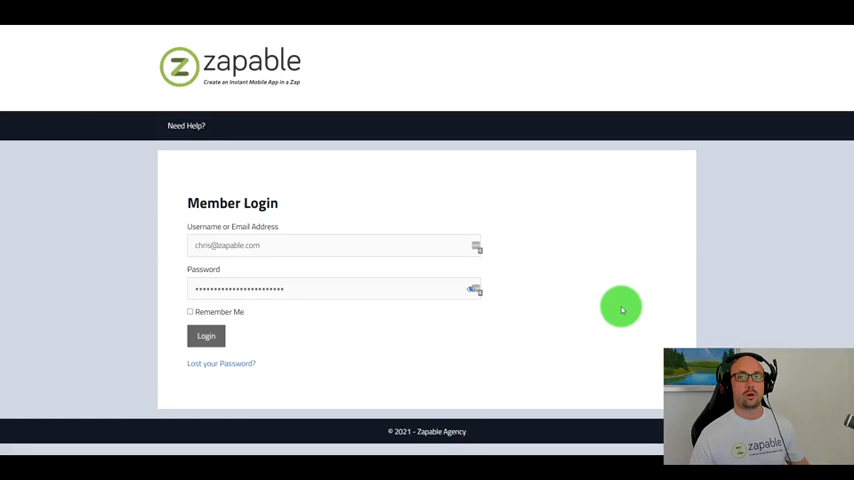 zapable
Create an Instant Mobile App in a Zap
Need Help?
Member Login
Username or Email Address
chris@zapable.com
Password
Remember Me
Login
Lost your Password?
© 2021 - Zapable Agency
zapable